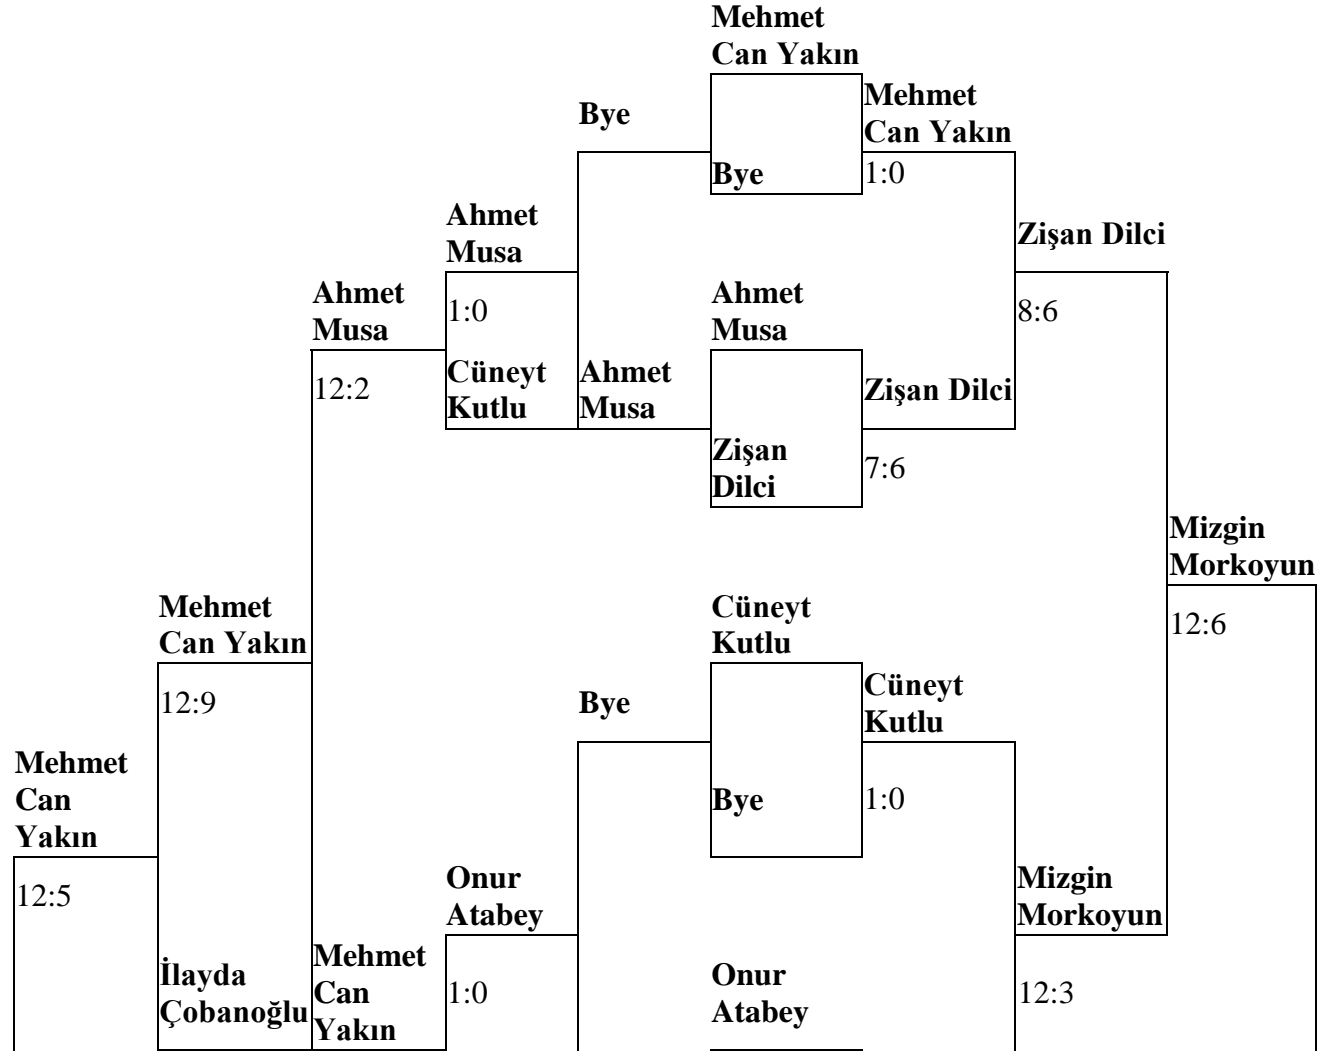 Mehmet
Can Yakın
Bye
Mehmet
Can Yakın
Bye
1:0
Ahmet
Musa
Zişan Dilci
Ahmet
Musa
1:0
Ahmet
Musa
8:6
12:2
Cüneyt
Kutlu
Ahmet
Musa
Zişan Dilci
Zişan
Dilci
7:6
Mizgin
Morkoyun
Mehmet
Can Yakın
Cüneyt
Kutlu
12:6
12:9
Bye
Cüneyt
Kutlu
Mehmet
Can
Yakın
Bye
1:0
12:5
Onur
Atabey
Mizgin
Morkoyun
İlayda
Çobanoğlu
Mehmet
Can
Yakın
1:0
Onur
Atabey
12:3